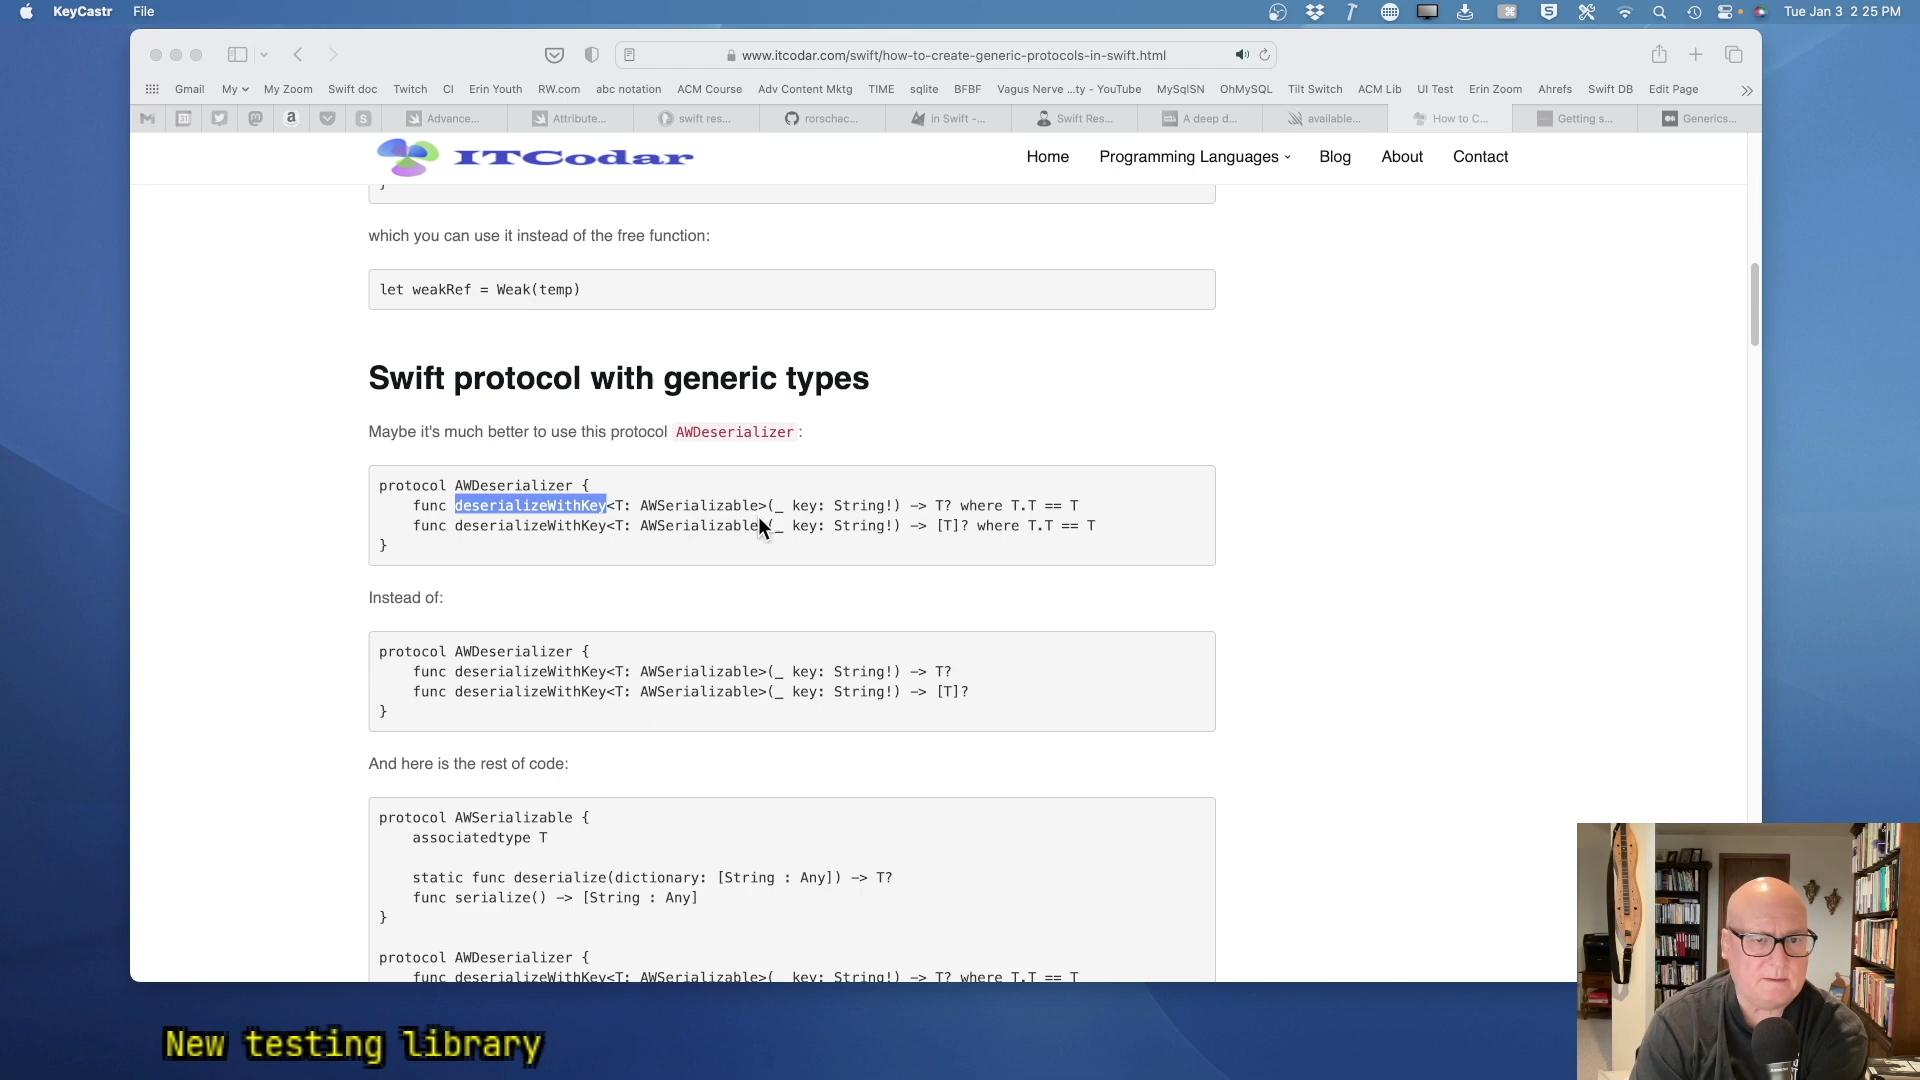 KeyCastr File
Tue Jan 3 2 25 PM
www.itcodar.com/swift/how-to-create-generic-protocols-in-swift.html
Gmail My My Zoom Swift doc Twitch CI Erin Youth RW.com abc notation ACM Course Adv Content Mktg TIME sqlite BFBF Vagus Nerve ...ty - YouTube MySqlSN OhMySQL Tilt Switch ACM Lib UI Test Erin Zoom Ahrefs Swift DB Edit Page
Advance... Attribute... swift res... rorschac... in Swift -... Swift Res... A deep d... available... How to C... Getting s... Generics...
ITCodar
Home Programming Languages Blog About Contact
}
which you can use it instead of the free function:
let weakRef = Weak(temp)
Swift protocol with generic types
Maybe it's much better to use this protocol AWDeserializer :
protocol AWDeserializer {
func deserializeWithKey<T: AWSerializable>(_ key: String!) -> T? where T.T == T
func deserializeWithKey<T: AWSerializable>(_ key: String!) -> [T]? where T.T == T
}
Instead of:
protocol AWDeserializer {
func deserializeWithKey<T: AWSerializable>(_ key: String!) -> T?
func deserializeWithKey<T: AWSerializable>(_ key: String!) -> [T]?
}
And here is the rest of code:
protocol AWSerializable {
associatedtype T
static func deserialize(dictionary: [String : Any]) -> T?
func serialize() -> [String : Any]
}
protocol AWDeserializer {
func deserializeWithKey<T: AWSerializable>(_ key: String!) -> T? where T.T == T
New testing library